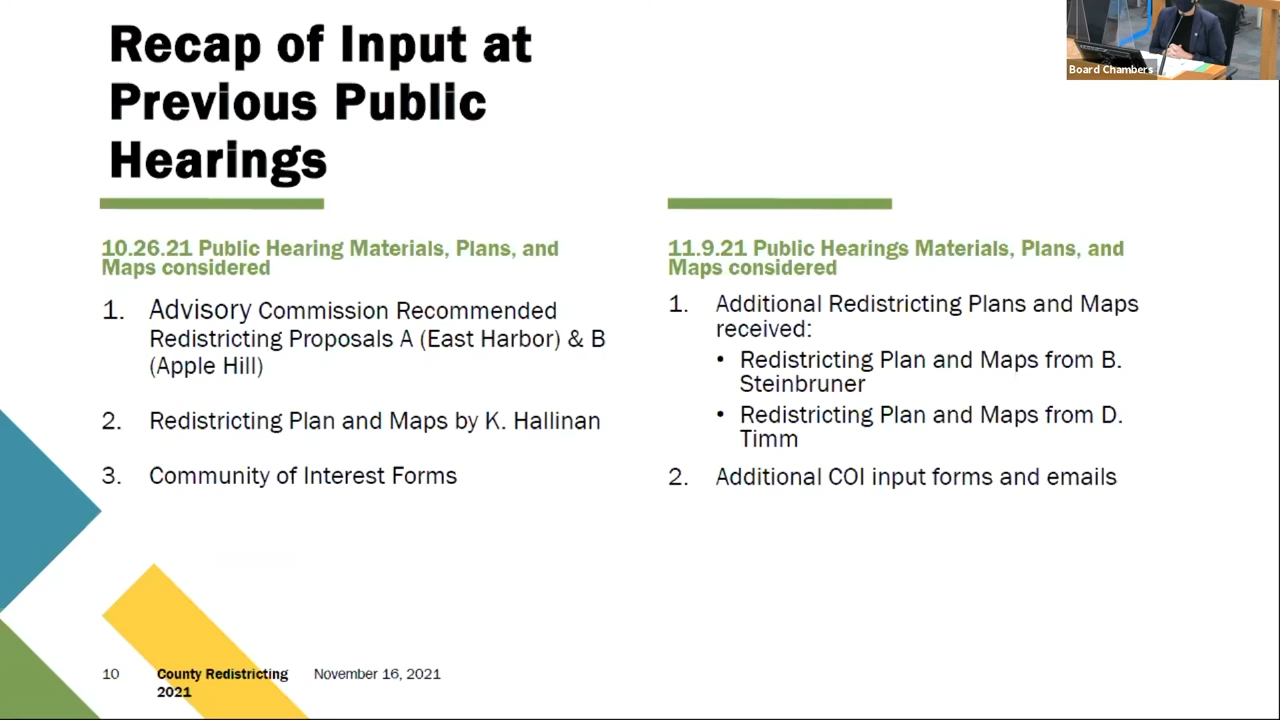 Recap of Input at
Previous Public
Hearings
Board Chambers
10.26.21 Public Hearing Materials, Plans, and
Maps considered
1. Advisory Commission Recommended
Redistricting Proposals A (East Harbor) & B
(Apple Hill)
2. Redistricting Plan and Maps by K. Hallinan
3. Community of Interest Forms
11.9.21 Public Hearings Materials, Plans, and
Maps considered
1. Additional Redistricting Plans and Maps
received:
• Redistricting Plan and Maps from B.
Steinbruner
• Redistricting Plan and Maps from D.
Timm
2. Additional COI input forms and emails
10 County Redistricting November 16, 2021
2021